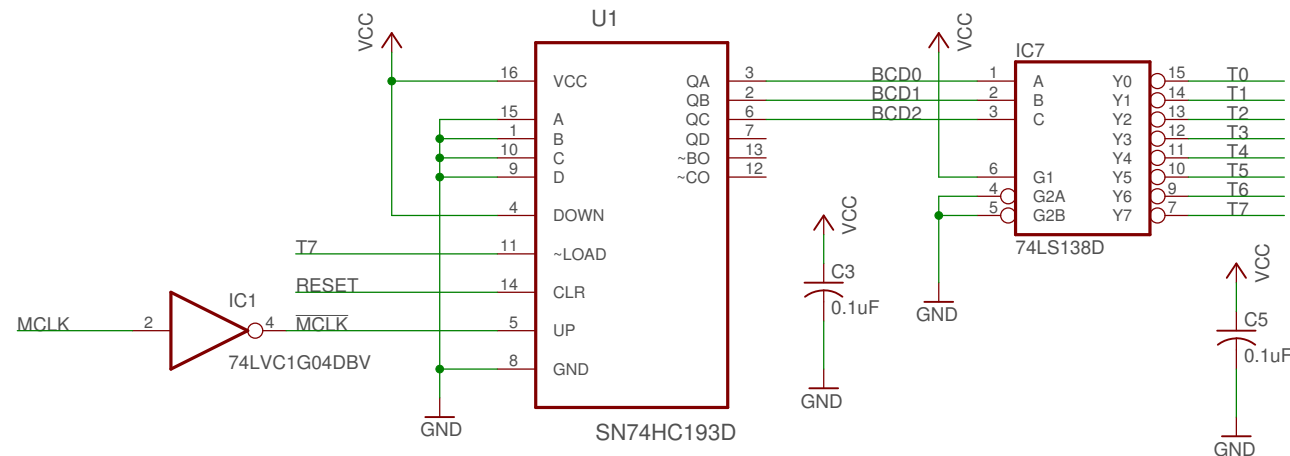 U1
VCC
16 VCC
15 A
1 B
10 C
9 D
4 DOWN
T7 11 ~LOAD
RESET 14 CLR
MCLK 2 IC1 4 MCLK 5 UP
74LVC1G04DBV
8 GND
GND
QA 3 BCD0
QB 2 BCD1
QC 6 BCD2
QD 7
~BO 13
~CO 12
SN74HC193D
VCC
C3
0.1uF
GND
VCC
IC7
1 A Y0 15 T0
2 B Y1 14 T1
3 C Y2 13 T2
Y3 12 T3
Y4 11 T4
6 G1 Y5 10 T5
4 G2A Y6 9 T6
5 G2B Y7 7 T7
74LS138D
GND
VCC
C5
0.1uF
GND